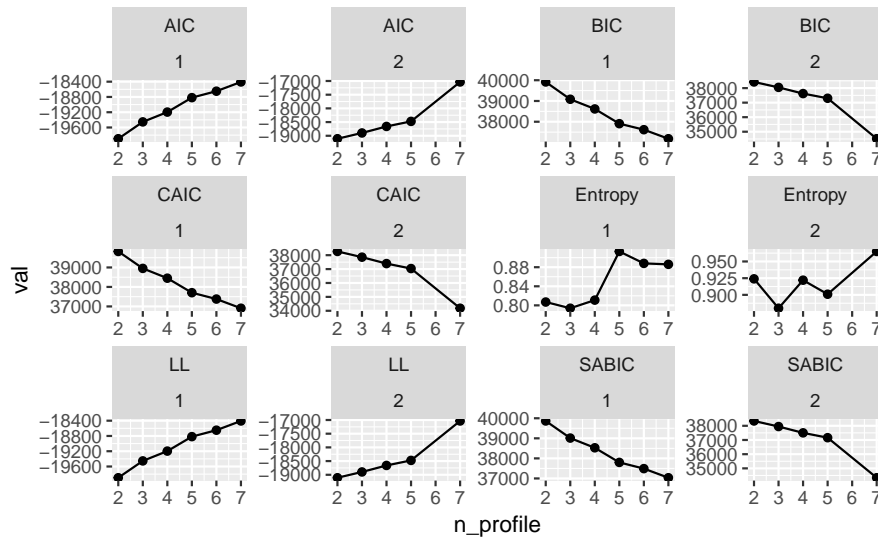 AIC AIC BIC BIC
1 2 1 2
−18400 −17000 40000 38000
−18800 −17500 39000 37000
−19200 −18000 38000 36000
−19600 −18500 35000
−19000
2 3 4 5 6 7 2 3 4 5 6 7 2 3 4 5 6 7 2 3 4 5 6 7
CAIC CAIC Entropy Entropy
1 2 1 2
39000 38000 0.88 0.950
38000 37000 0.84 0.925
37000 36000 0.80 0.900
35000
34000
2 3 4 5 6 7 2 3 4 5 6 7 2 3 4 5 6 7 2 3 4 5 6 7
LL LL SABIC SABIC
1 2 1 2
−18400 −17000 40000 38000
−18800 −17500 39000 37000
−19200 −18000 38000 36000
−19600 −18500 37000 35000
−19000
2 3 4 5 6 7 2 3 4 5 6 7 2 3 4 5 6 7 2 3 4 5 6 7
val
n_profile